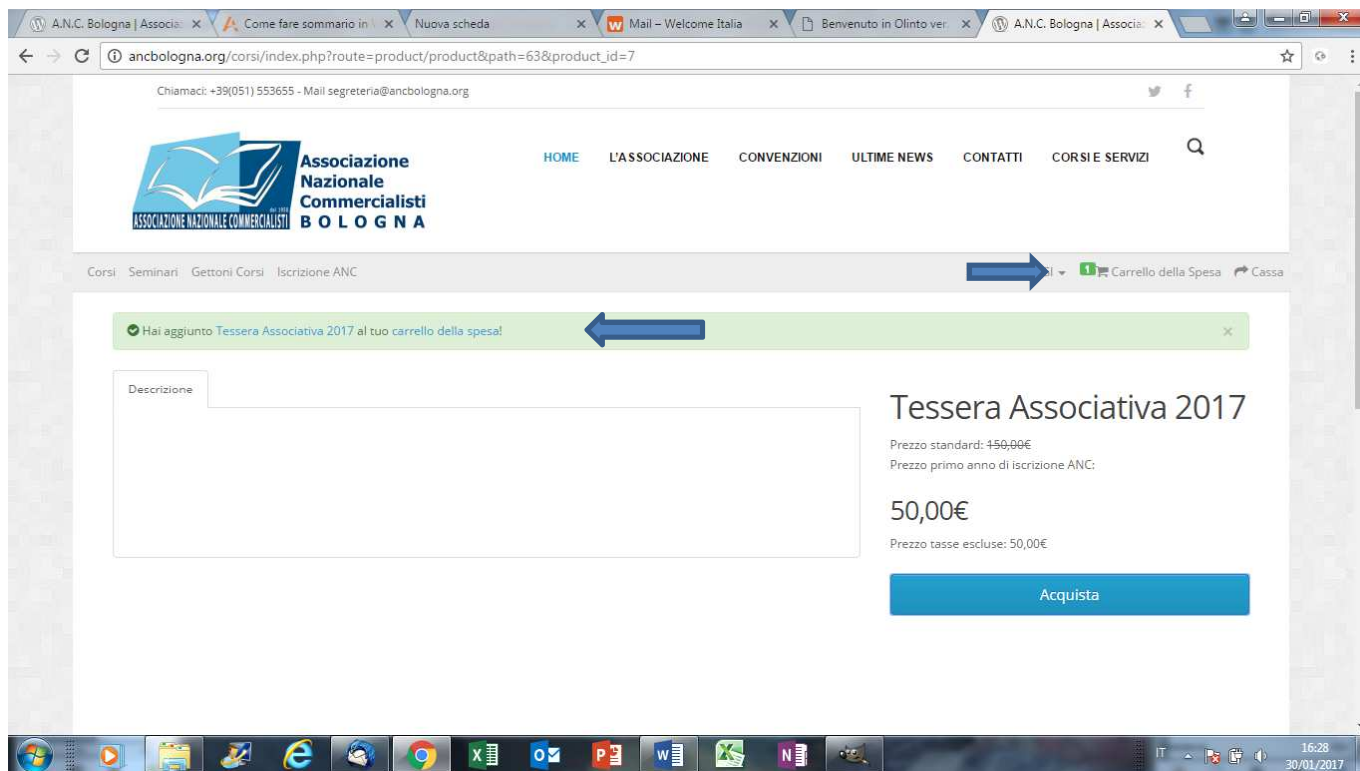 A.N.C. Bologna | Associa
Come fare sommario in
Nuova scheda
Mail – Welcome Italia
Benvenuto in Olinto ver
A.N.C. Bologna | Associa
ancbologna.org/corsi/index.php?route=product/product&path=63&product_id=7
Chiamaci: +39(051) 553655 - Mail segreteria@ancbologna.org
ASSOCIAZIONE NAZIONALE COMMERCIALISTI
Associazione
Nazionale
Commercialisti
BOLOGNA
HOME L'ASSOCIAZIONE CONVENZIONI ULTIME NEWS CONTATTI CORSI E SERVIZI
Corsi Seminari Gettoni Corsi Iscrizione ANC
1 Carrello della Spesa Cassa
Hai aggiunto Tessera Associativa 2017 al tuo carrello della spesa!
Descrizione
Tessera Associativa 2017
Prezzo standard: 150,00€
Prezzo primo anno di iscrizione ANC:
50,00€
Prezzo tasse escluse: 50,00€
Acquista
IT
16:28
30/01/2017